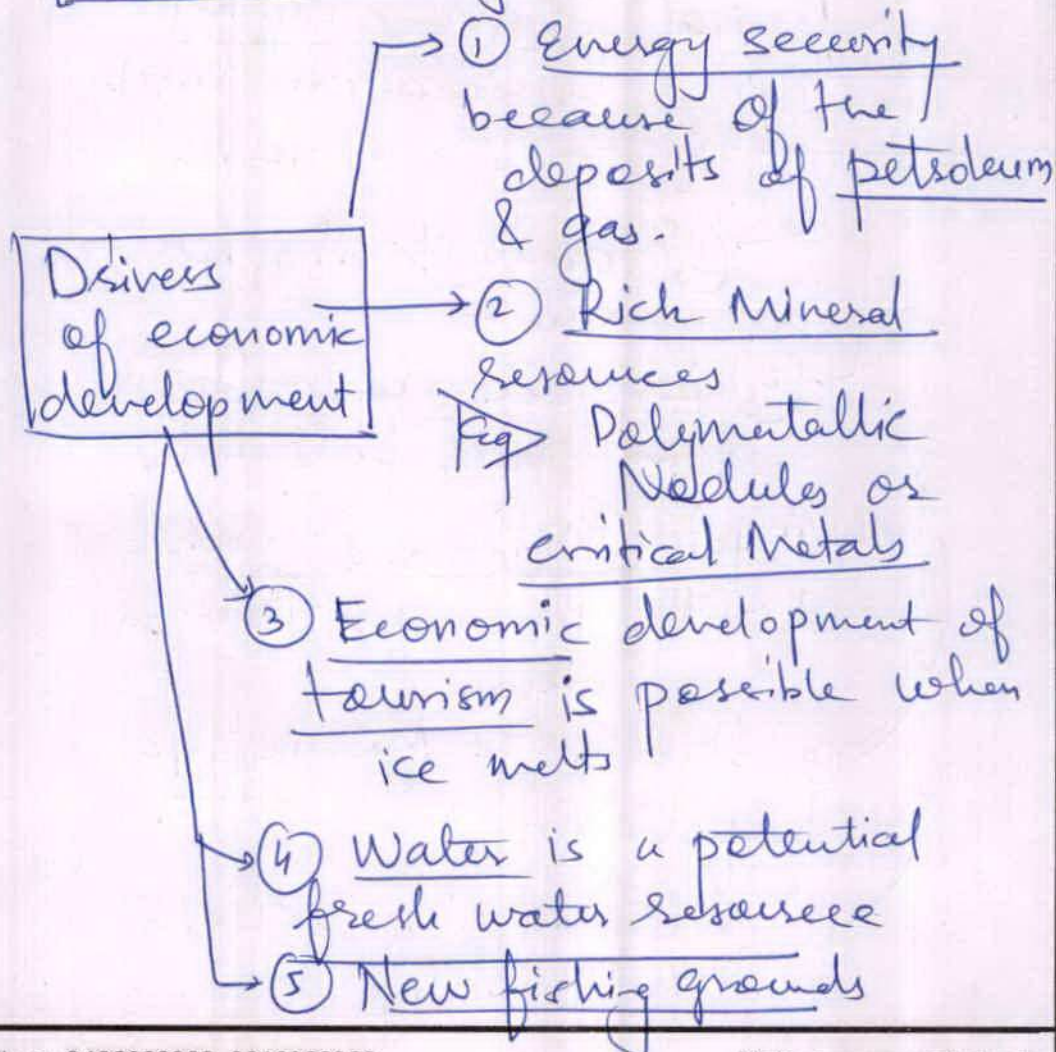 ① Energy security
because of the
deposits of petroleum
& gas.
Drivers
of economic
development
② Rich Mineral
resources
Eg Polymetallic
Nodules or
critical Metals
③ Economic development of
tourism is possible when
ice melts
④ Water is a potential
fresh water resource
⑤ New fishing grounds